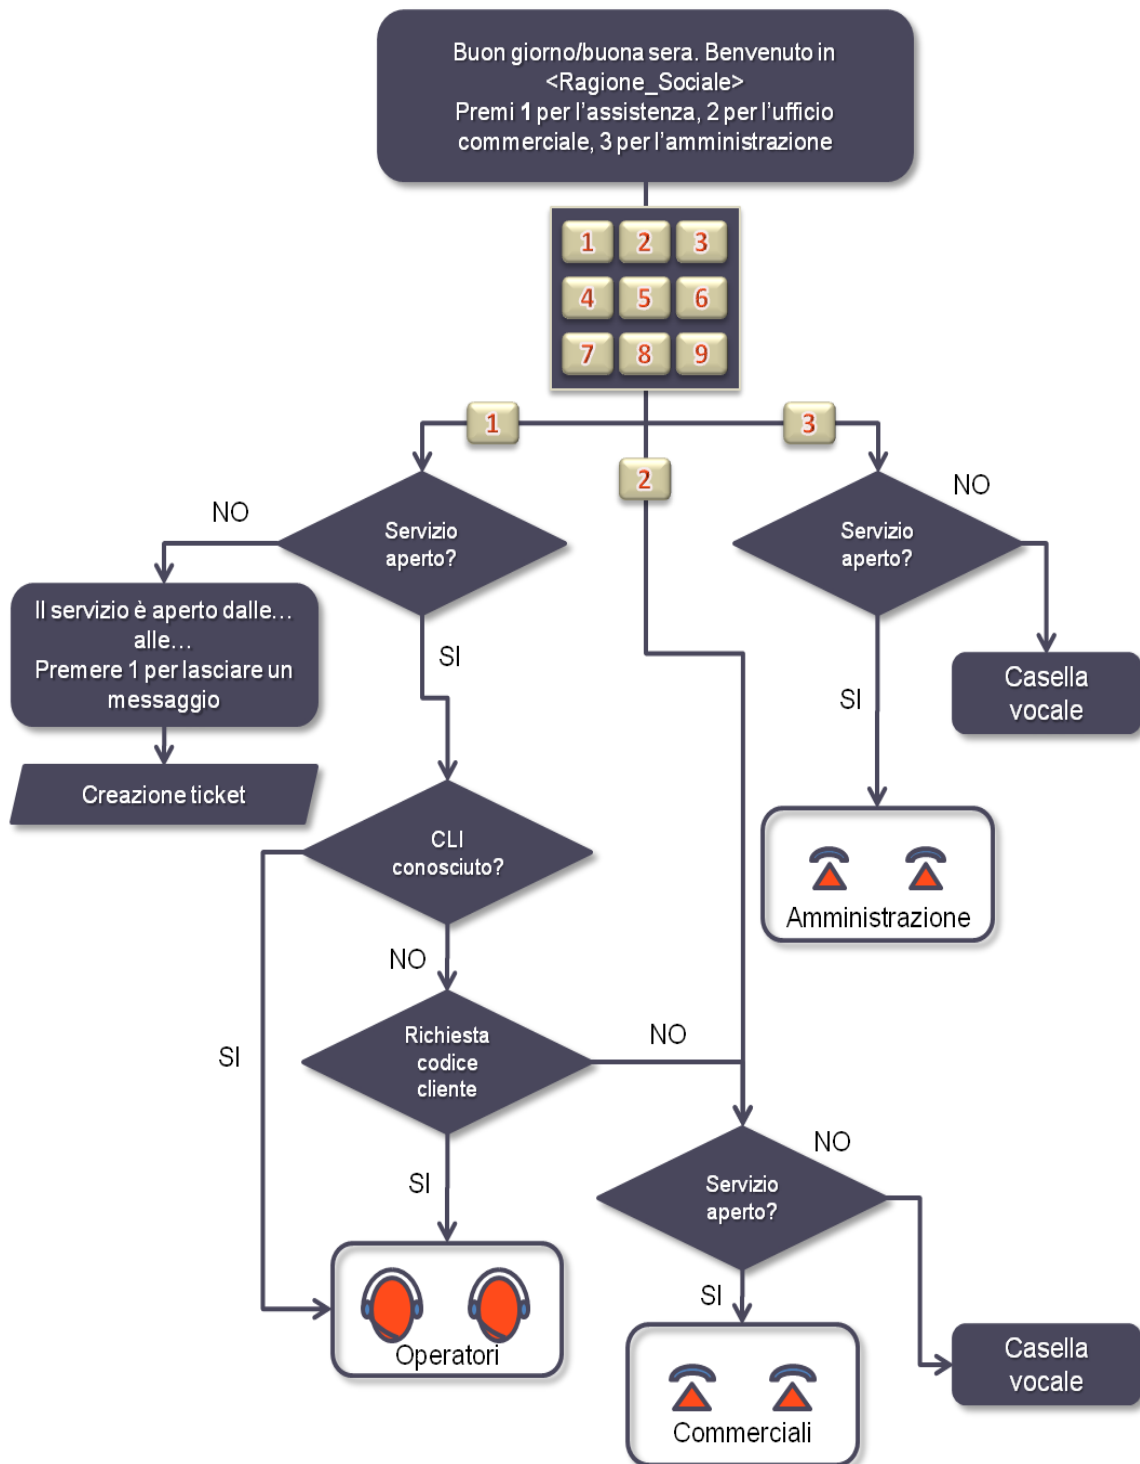 Buon giorno/buona sera. Benvenuto in
<Ragione_Sociale>
Premi 1 per l'assistenza, 2 per l'ufficio
commerciale, 3 per l'amministrazione
1 2 3
4 5 6
7 8 9
1
3
2
NO
Servizio
aperto?
NO
Servizio
aperto?
Il servizio è aperto dalle…
alle…
Premere 1 per lasciare un
messaggio
SI
SI
Casella
vocale
Creazione ticket
CLI
conosciuto?
Amministrazione
NO
SI
Richiesta
codice
cliente
NO
NO
SI
Servizio
aperto?
SI
Operatori
Casella
vocale
Commerciali